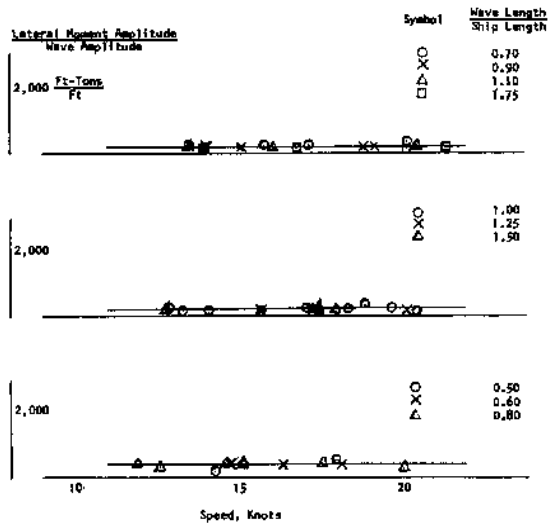 Symbol
Wave Length
Ship Length
Lateral Moment Amplitude
Wave Amplitude
2,000 Ft-Tons
Ft
0.70
0.90
1.10
1.75
2,000
1.00
1.25
1.50
2,000
0.50
0.60
0.80
10 15 20
Speed, Knots